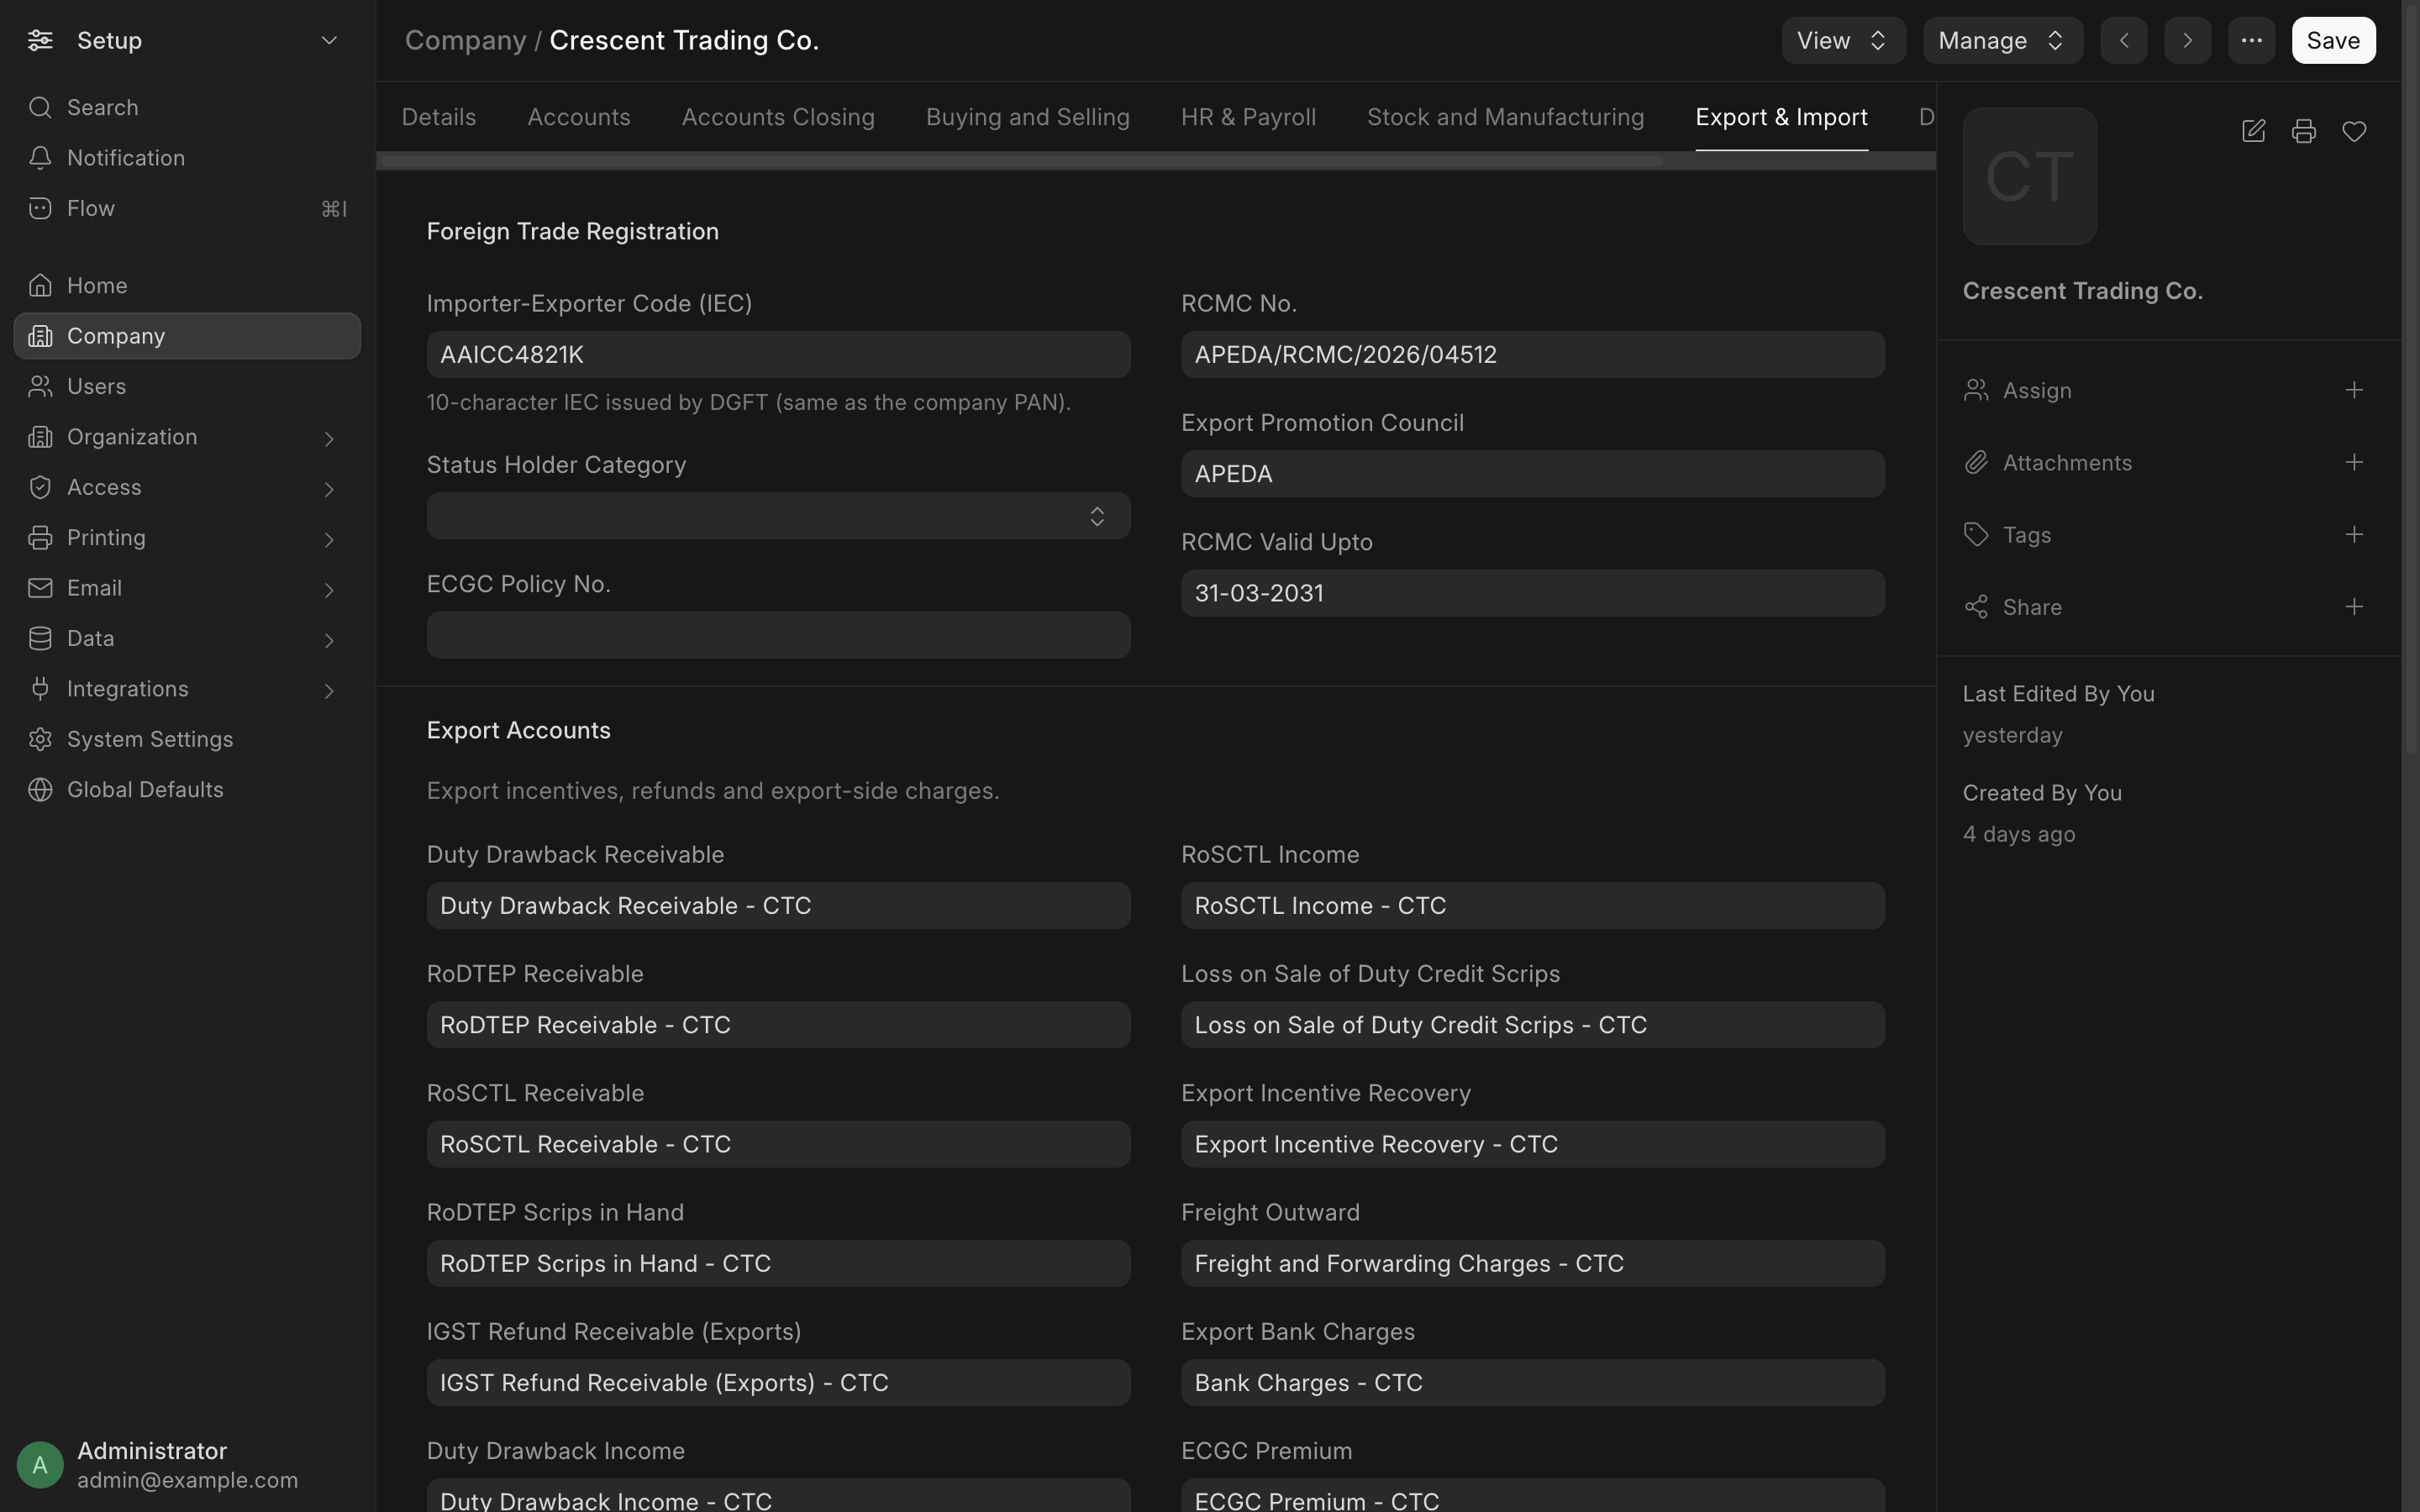 Setup
Search
Notification
Flow
⌘I
Home
Company
Users
Organization
Access
Printing
Email
Data
Integrations
System Settings
Global Defaults
Administrator
A
admin@example.com
Company / Crescent Trading Co.
View
Manage
Save
Details
Accounts
Accounts Closing
Buying and Selling
HR & Payroll
Stock and Manufacturing
Export & Import
D
Foreign Trade Registration
Importer-Exporter Code (IEC)
AAICC4821K
10-character IEC issued by DGFT (same as the company PAN).
Status Holder Category
ECGC Policy No.
RCMC No.
APEDA/RCMC/2026/04512
Export Promotion Council
APEDA
RCMC Valid Upto
31-03-2031
Export Accounts
Export incentives, refunds and export-side charges.
Duty Drawback Receivable
Duty Drawback Receivable - CTC
RoDTEP Receivable
RoDTEP Receivable - CTC
RoSCTL Receivable
RoSCTL Receivable - CTC
RoDTEP Scrips in Hand
RoDTEP Scrips in Hand - CTC
IGST Refund Receivable (Exports)
IGST Refund Receivable (Exports) - CTC
Duty Drawback Income
Duty Drawback Income - CTC
RoSCTL Income
RoSCTL Income - CTC
Loss on Sale of Duty Credit Scrips
Loss on Sale of Duty Credit Scrips - CTC
Export Incentive Recovery
Export Incentive Recovery - CTC
Freight Outward
Freight and Forwarding Charges - CTC
Export Bank Charges
Bank Charges - CTC
ECGC Premium
ECGC Premium - CTC
CT
Crescent Trading Co.
Assign
Attachments
Tags
Share
Last Edited By You
yesterday
Created By You
4 days ago